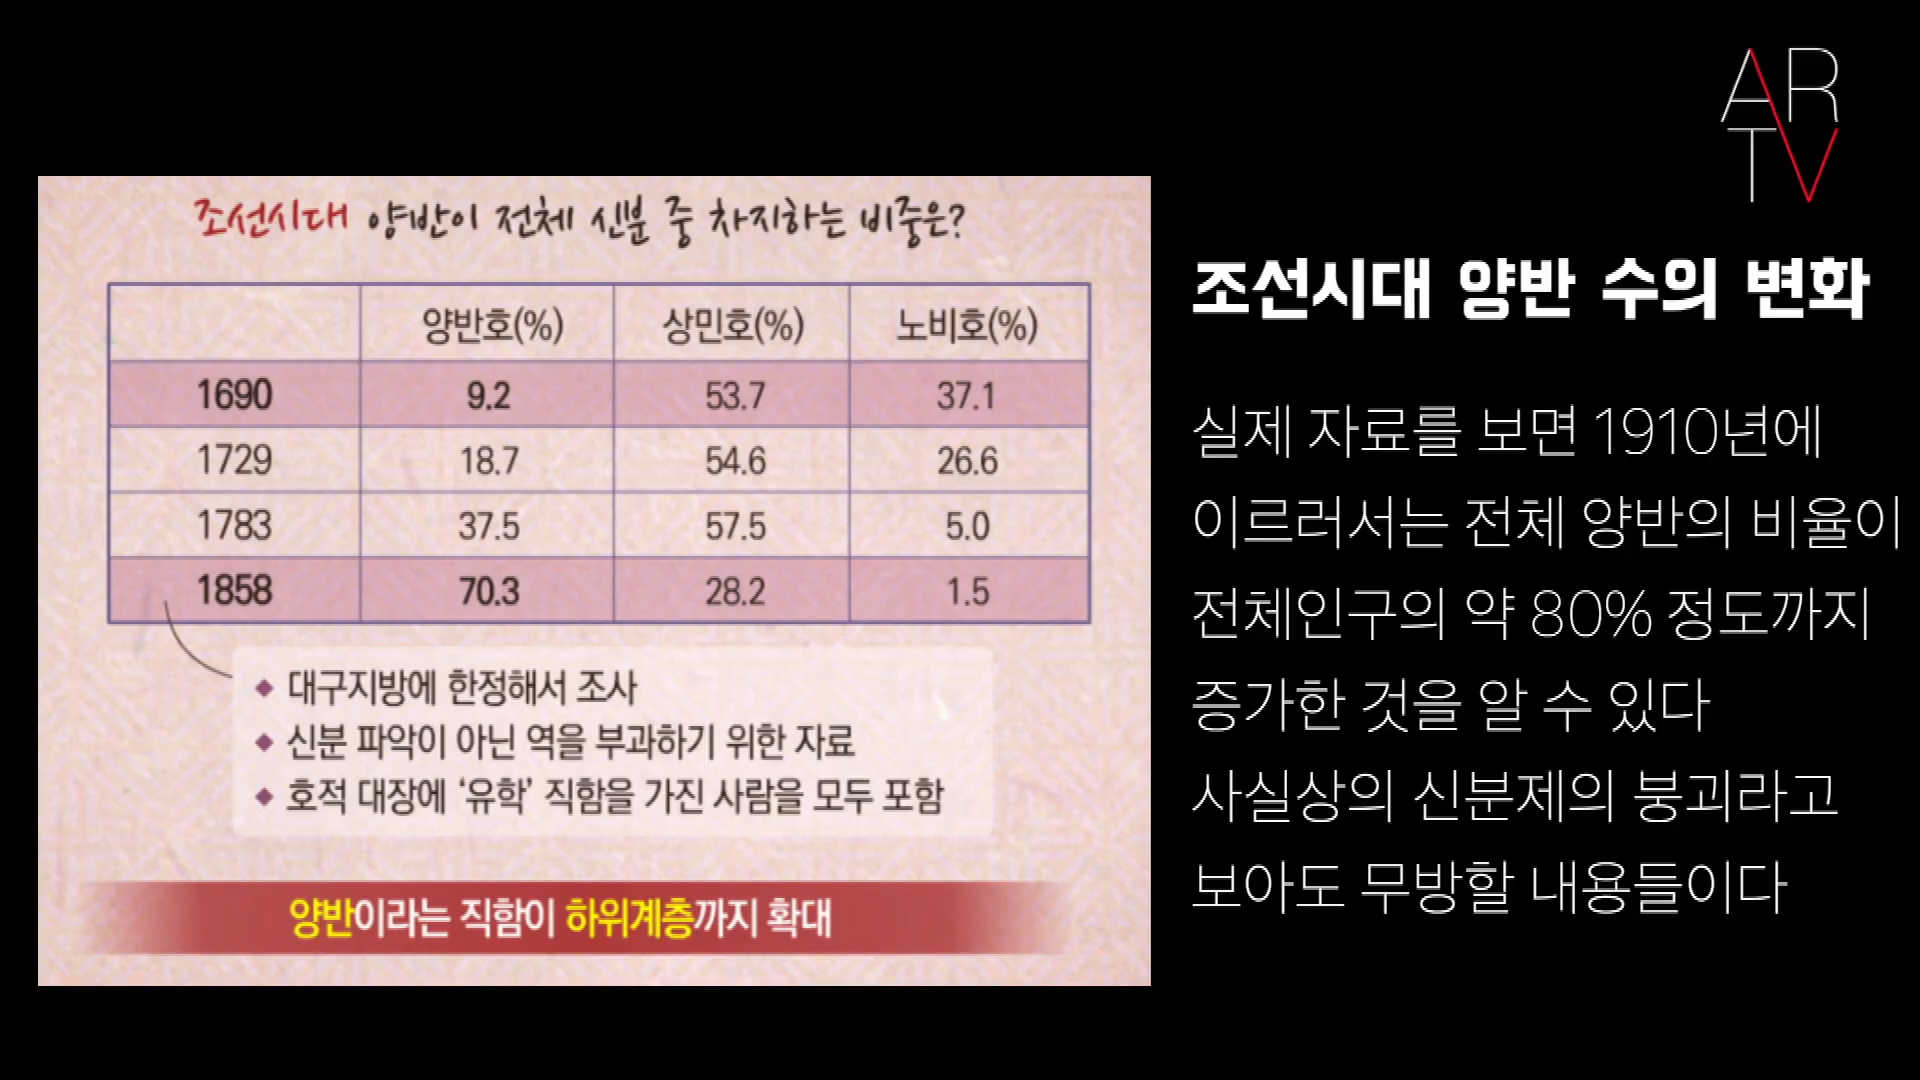 AR
TV
조선시대 양반이 전체 신분 중 차지하는 비중은?
양반호(%) 상민호(%) 노비호(%)
1690 9.2 53.7 37.1
1729 18.7 54.6 26.6
1783 37.5 57.5 5.0
1858 70.3 28.2 1.5
◆ 대구지방에 한정해서 조사
◆ 신분 파악이 아닌 역을 부과하기 위한 자료
◆ 호적 대장에 ‘유학’ 직함을 가진 사람을 모두 포함
양반이라는 직함이 하위계층까지 확대
조선시대 양반 수의 변화
실제 자료를 보면 1910년에
이르러서는 전체 양반의 비율이
전체인구의 약 80% 정도까지
증가한 것을 알 수 있다
사실상의 신분제의 붕괴라고
보아도 무방할 내용들이다